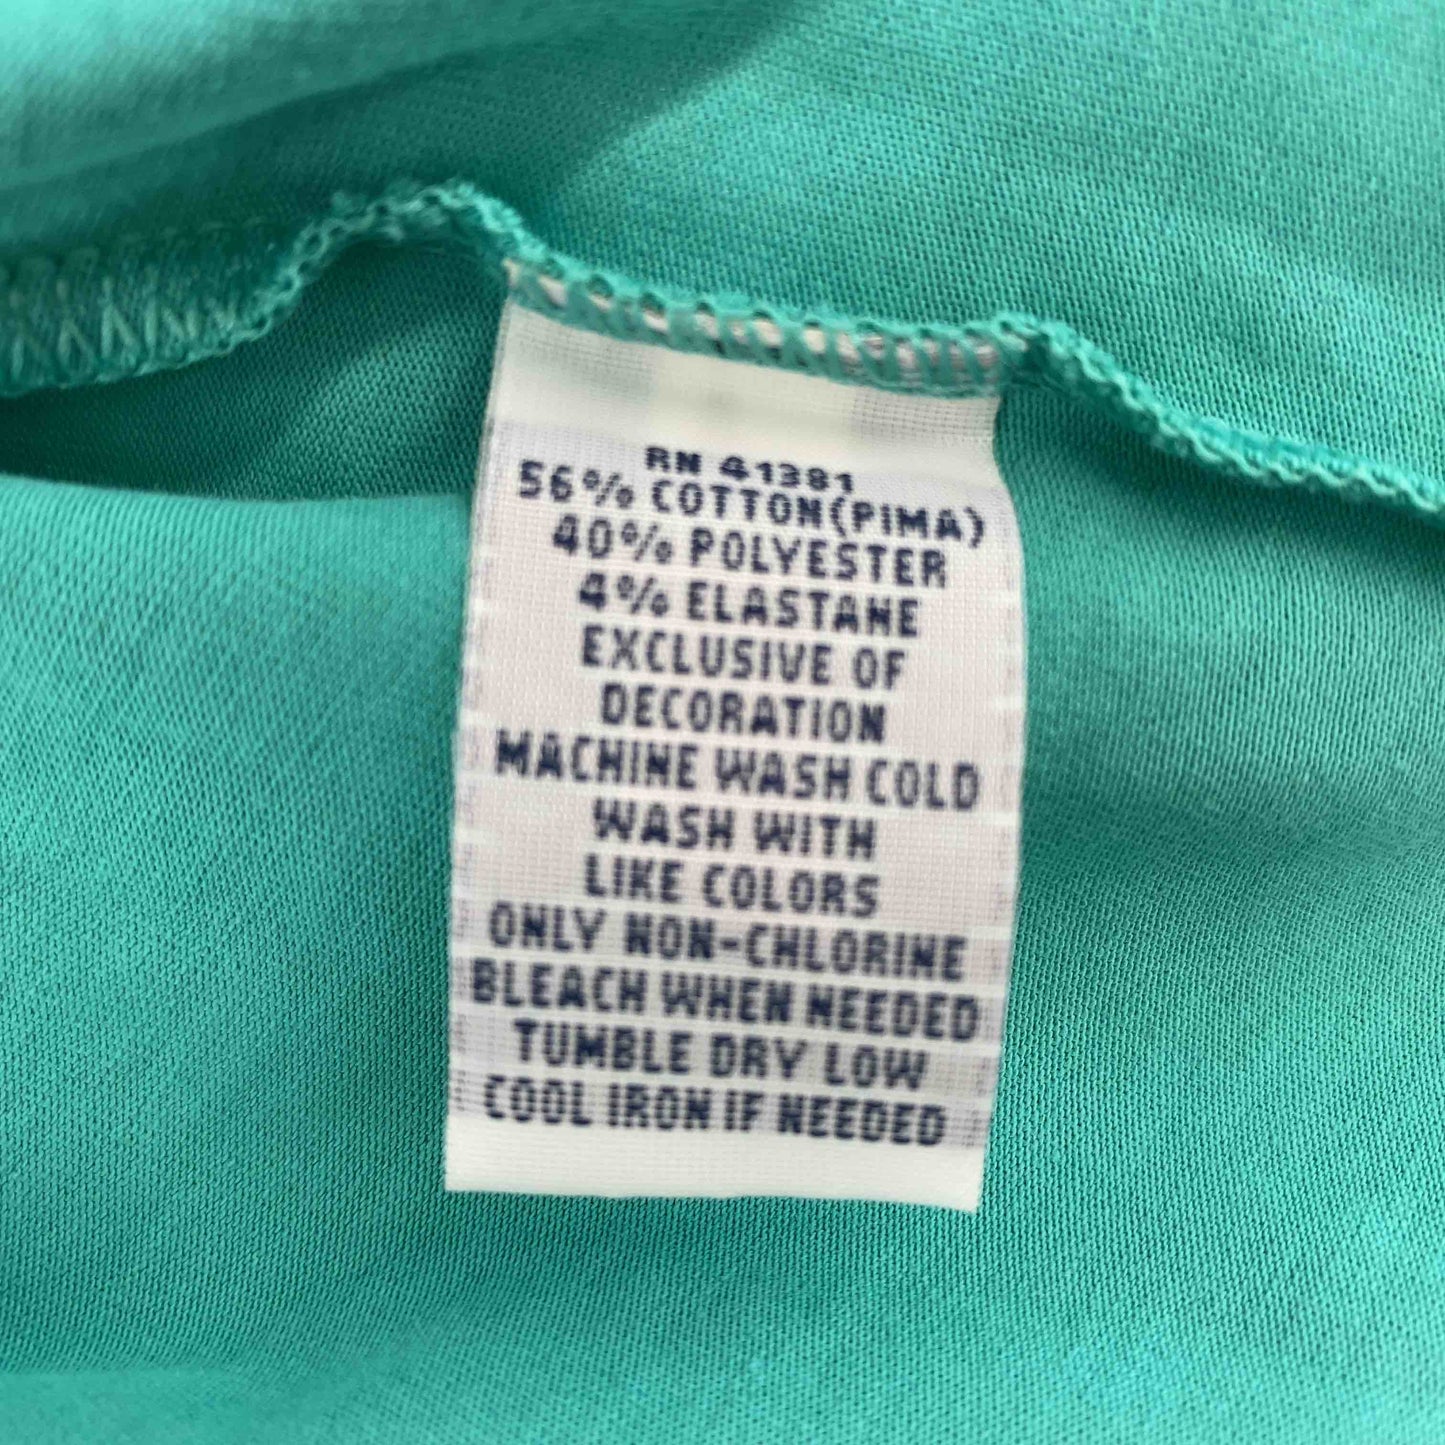 RN 41381
56% COTTON(PIMA)
40% POLYESTER
4% ELASTANE
EXCLUSIVE OF
DECORATION
MACHINE WASH COLD
WASH WITH
LIKE COLORS
ONLY NON-CHLORINE
BLEACH WHEN NEEDED
TUMBLE DRY LOW
COOL IRON IF NEEDED